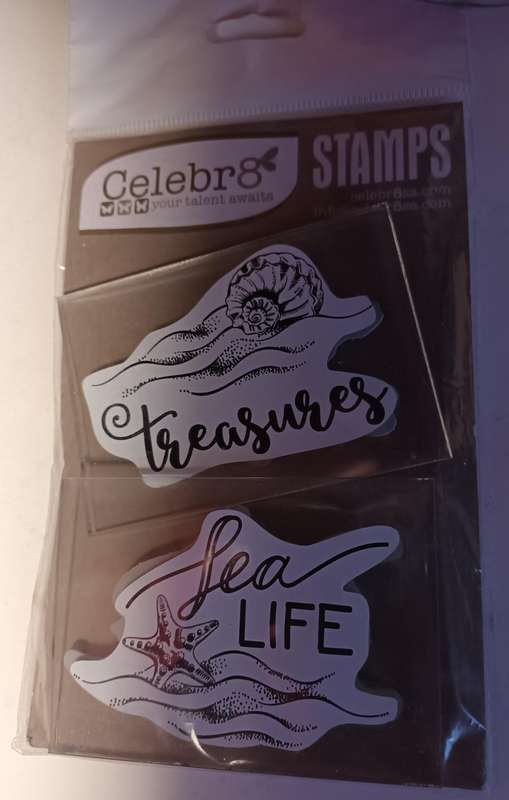 Celebr8
your talent awaits
STAMPS
celebr8sa.com
treasures
Sea
LIFE